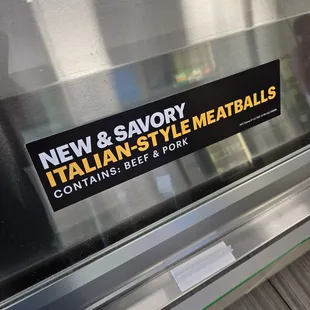 NEW & SAVORY
ITALIAN-STYLE MEATBALLS
CONTAINS: BEEF & PORK